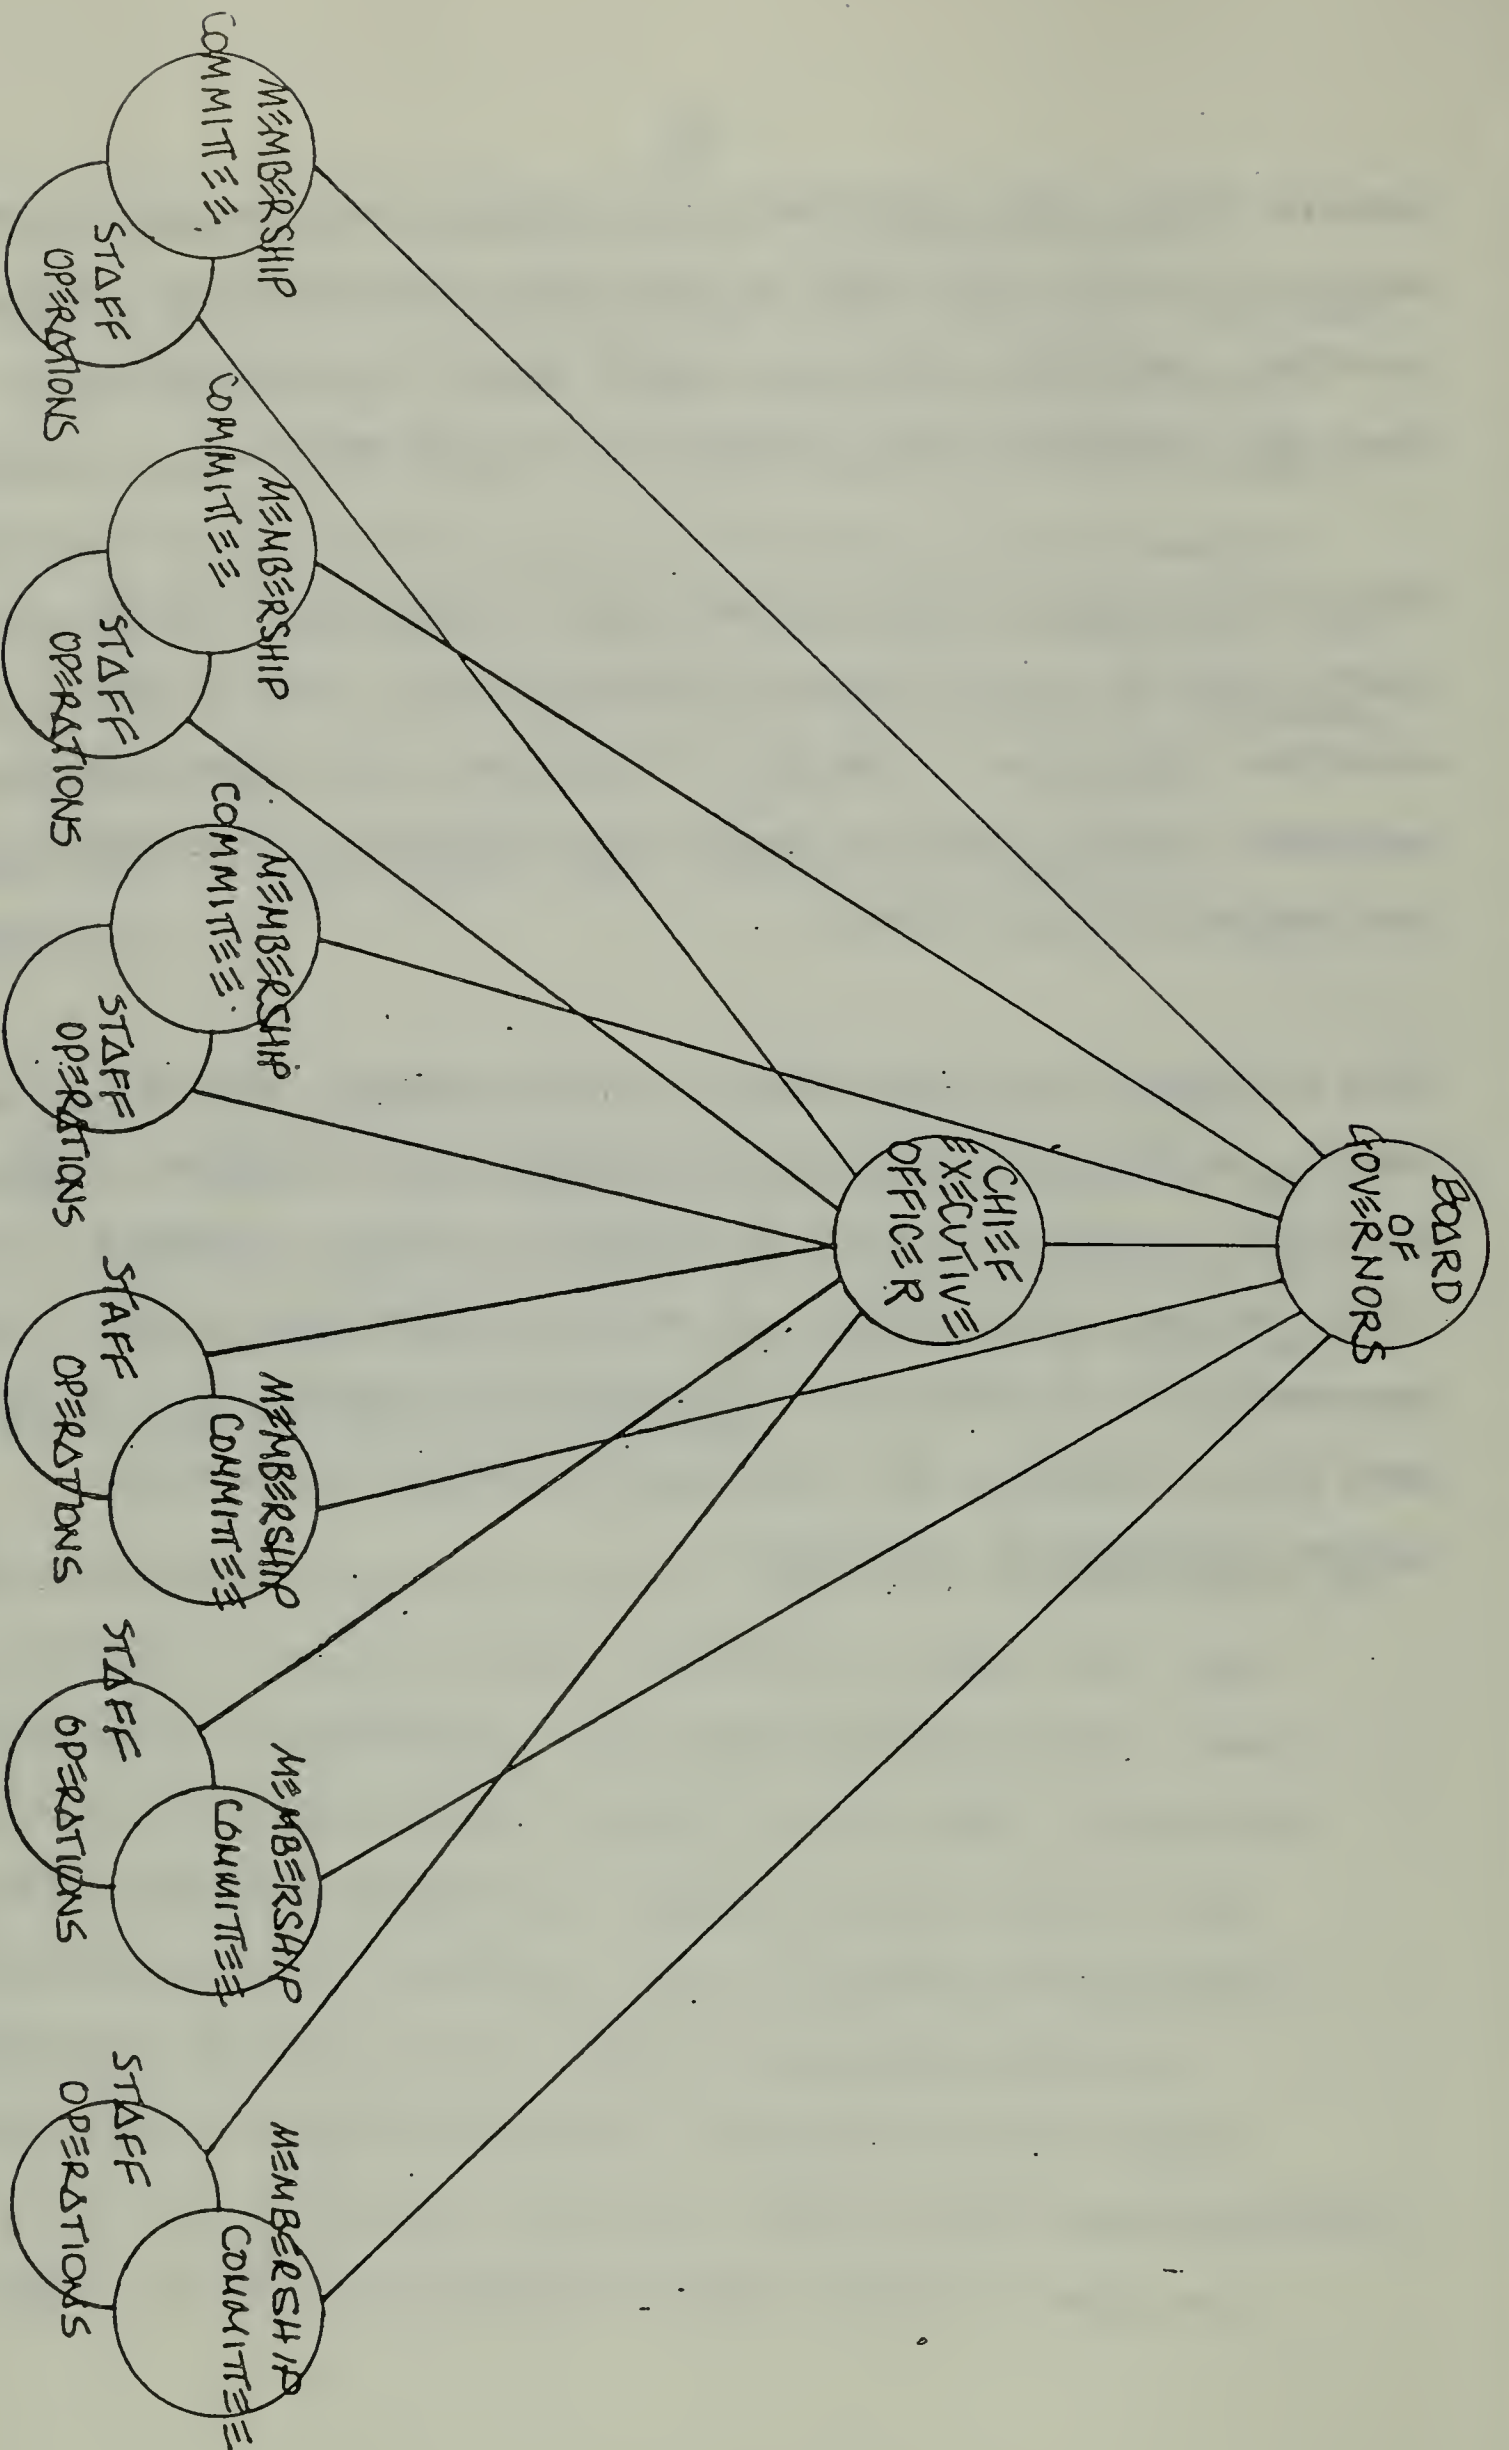 BOARD
OF
GOVERNORS
CHIEF
EXECUTIVE
OFFICER
MEMBERSHIP
COMMITTEE
STAFF
OPERATIONS
MEMBERSHIP
COMMITTEE
STAFF
OPERATIONS
MEMBERSHIP
COMMITTEE
STAFF
OPERATIONS
MEMBERSHIP
COMMITTEE
STAFF
OPERATIONS
MEMBERSHIP
COMMITTEE
STAFF
OPERATIONS
MEMBERSHIP
COMMITTEE
STAFF
OPERATIONS